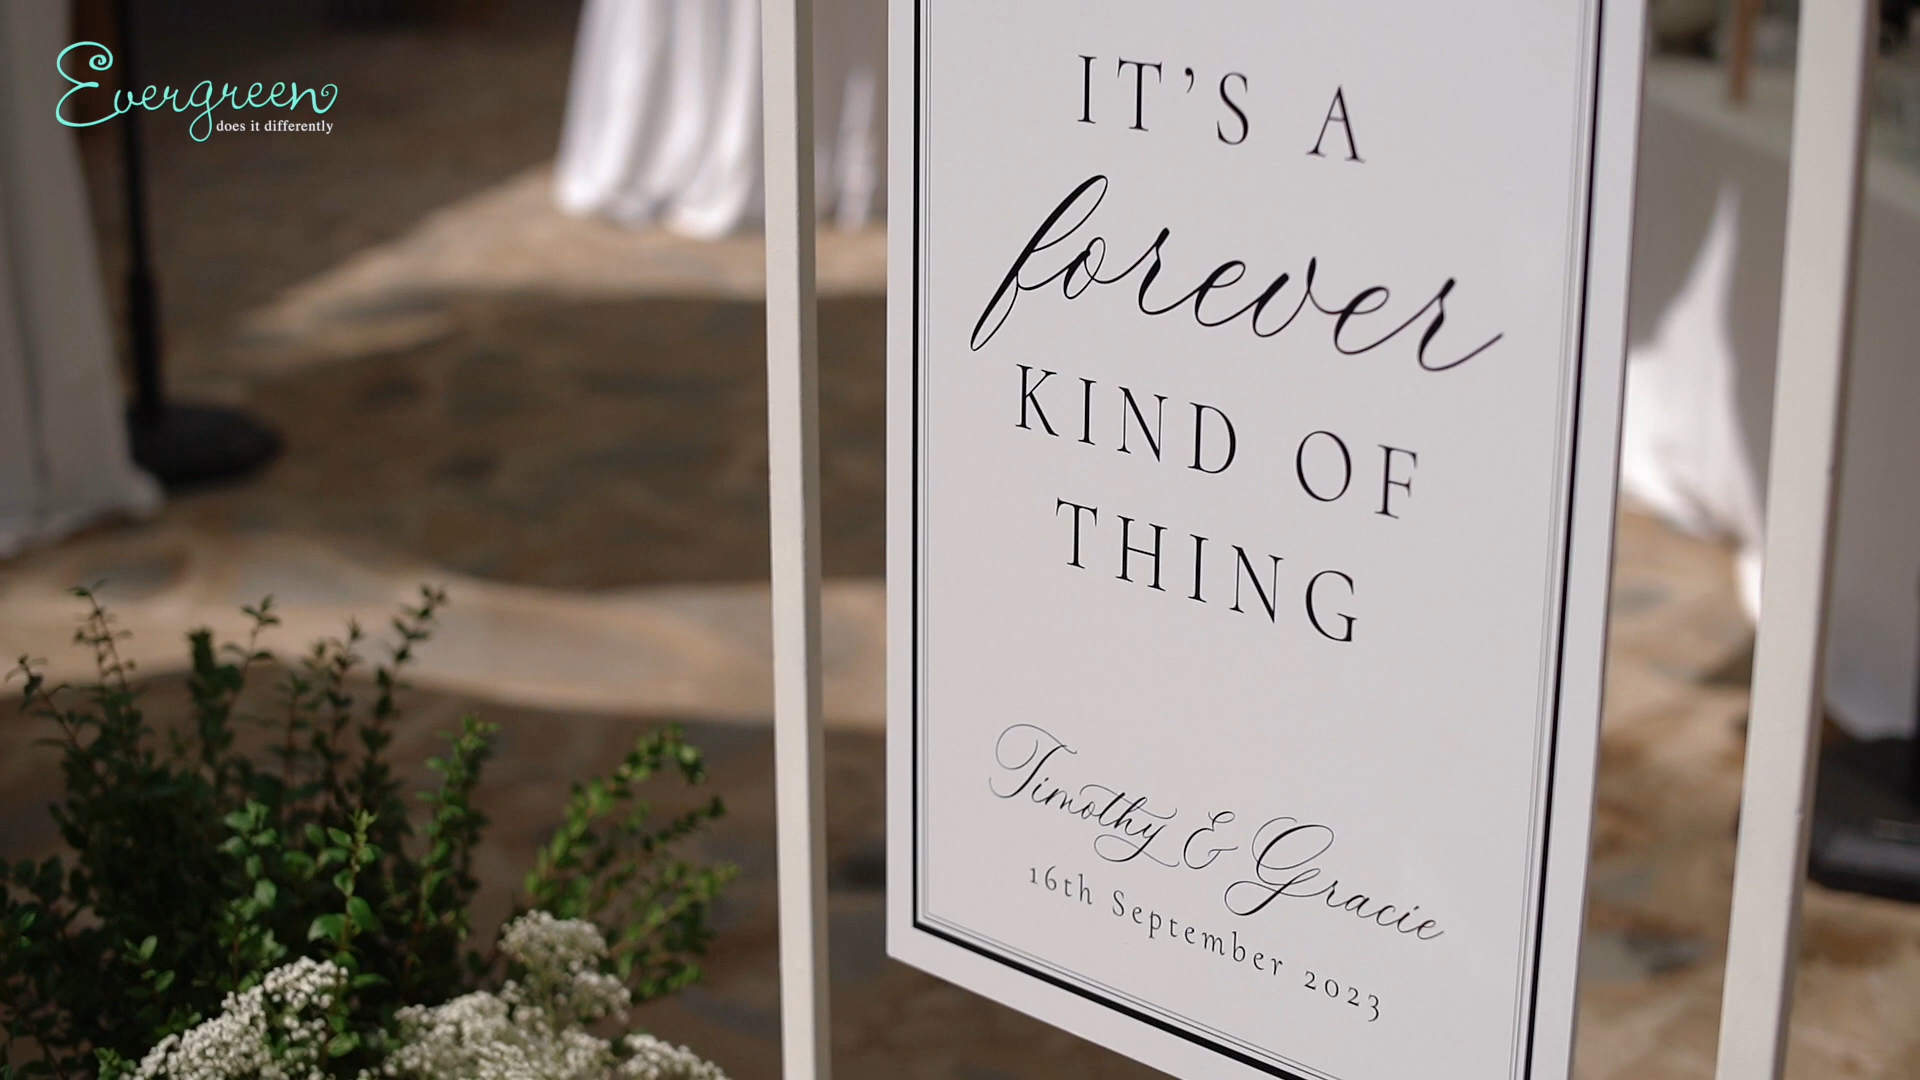 Evergreen
does it differently
IT'S A
forever
KIND OF
THING
Timothy & Gracie
16th September 2023